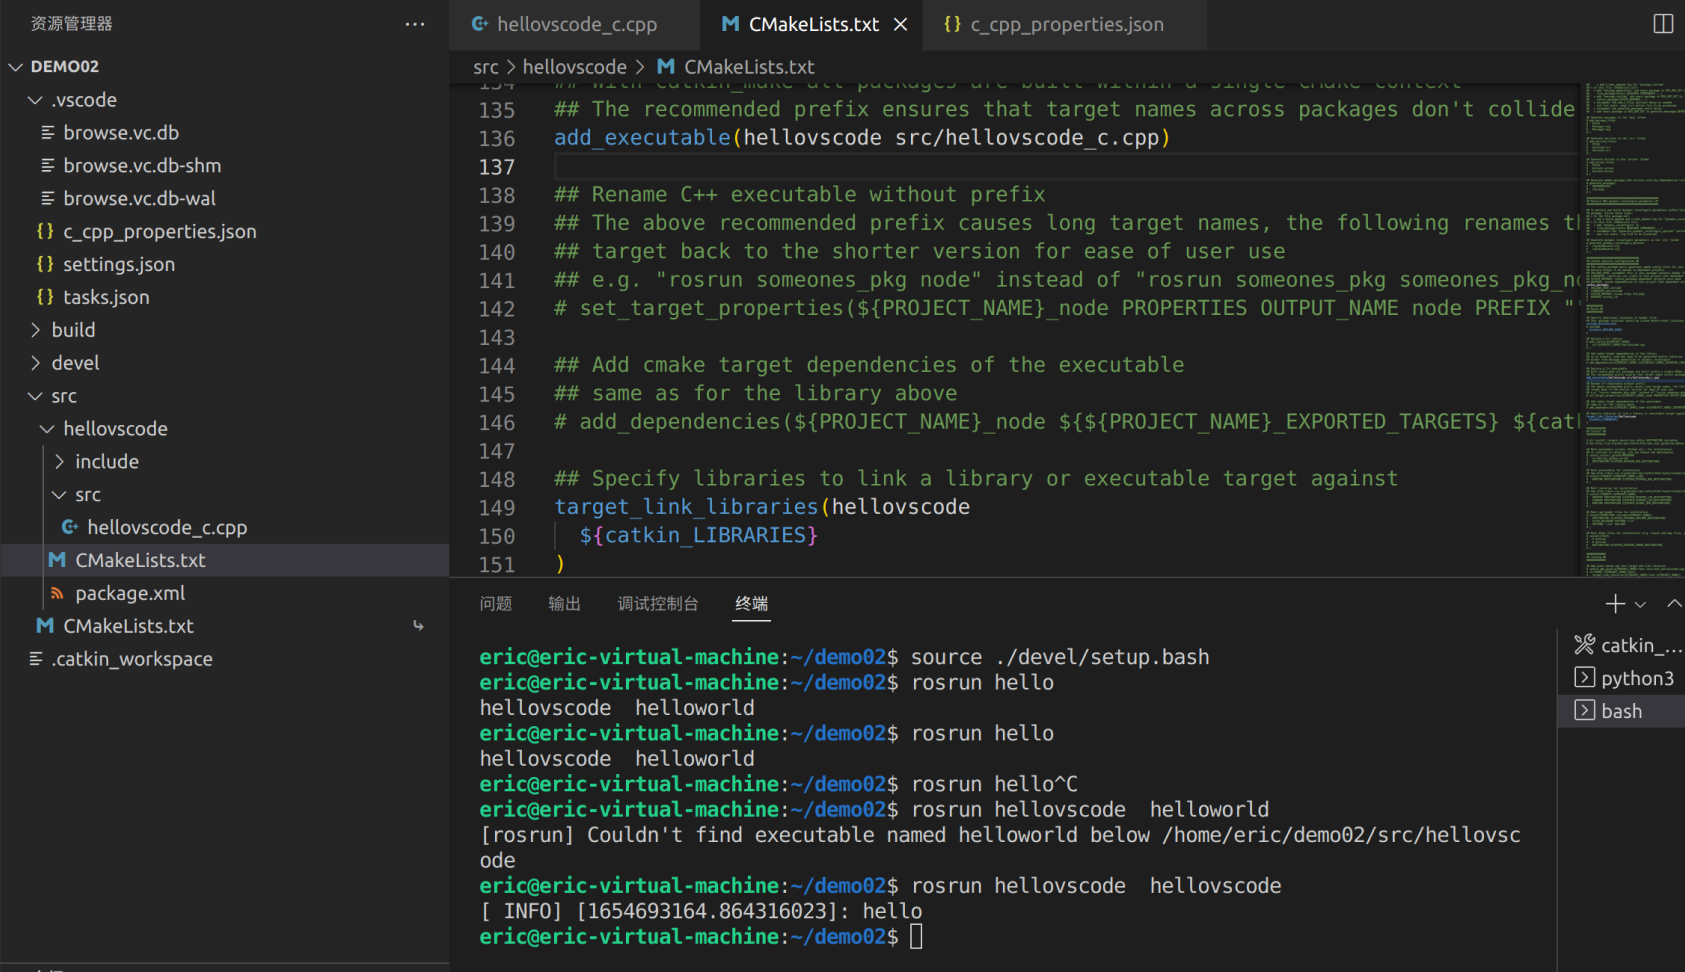 资源管理器
DEMO02
.vscode
browse.vc.db
browse.vc.db-shm
browse.vc.db-wal
{} c_cpp_properties.json
{} settings.json
{} tasks.json
build
devel
src
hellovscode
include
src
hellovscode_c.cpp
M CMakeLists.txt
package.xml
M CMakeLists.txt
.catkin_workspace
hellovscode_c.cpp
M CMakeLists.txt
{} c_cpp_properties.json
src > hellovscode > M CMakeLists.txt
134 ## With catkin_make all packages are built within a single CMake context
135 ## The recommended prefix ensures that target names across packages don't collide
136 add_executable(hellovscode src/hellovscode_c.cpp)
137
138 ## Rename C++ executable without prefix
139 ## The above recommended prefix causes long target names, the following renames th
140 ## target back to the shorter version for ease of user use
141 ## e.g. "rosrun someones_pkg node" instead of "rosrun someones_pkg someones_pkg_no
142 # set_target_properties(${PROJECT_NAME}_node PROPERTIES OUTPUT_NAME node PREFIX "'
143
144 ## Add cmake target dependencies of the executable
145 ## same as for the library above
146 # add_dependencies(${PROJECT_NAME}_node ${${PROJECT_NAME}_EXPORTED_TARGETS} ${cat
147
148 ## Specify libraries to link a library or executable target against
149 target_link_libraries(hellovscode
150 ${catkin_LIBRARIES}
151 )
问题 输出 调试控制台 终端
eric@eric-virtual-machine:~/demo02$ source ./devel/setup.bash
eric@eric-virtual-machine:~/demo02$ rosrun hello
hellovscode  helloworld
eric@eric-virtual-machine:~/demo02$ rosrun hello
hellovscode  helloworld
eric@eric-virtual-machine:~/demo02$ rosrun hello^C
eric@eric-virtual-machine:~/demo02$ rosrun hellovscode  helloworld
[rosrun] Couldn't find executable named helloworld below /home/eric/demo02/src/hellovsc
ode
eric@eric-virtual-machine:~/demo02$ rosrun hellovscode  hellovscode
[ INFO] [1654693164.864316023]: hello
eric@eric-virtual-machine:~/demo02$
catkin_...
python3
bash